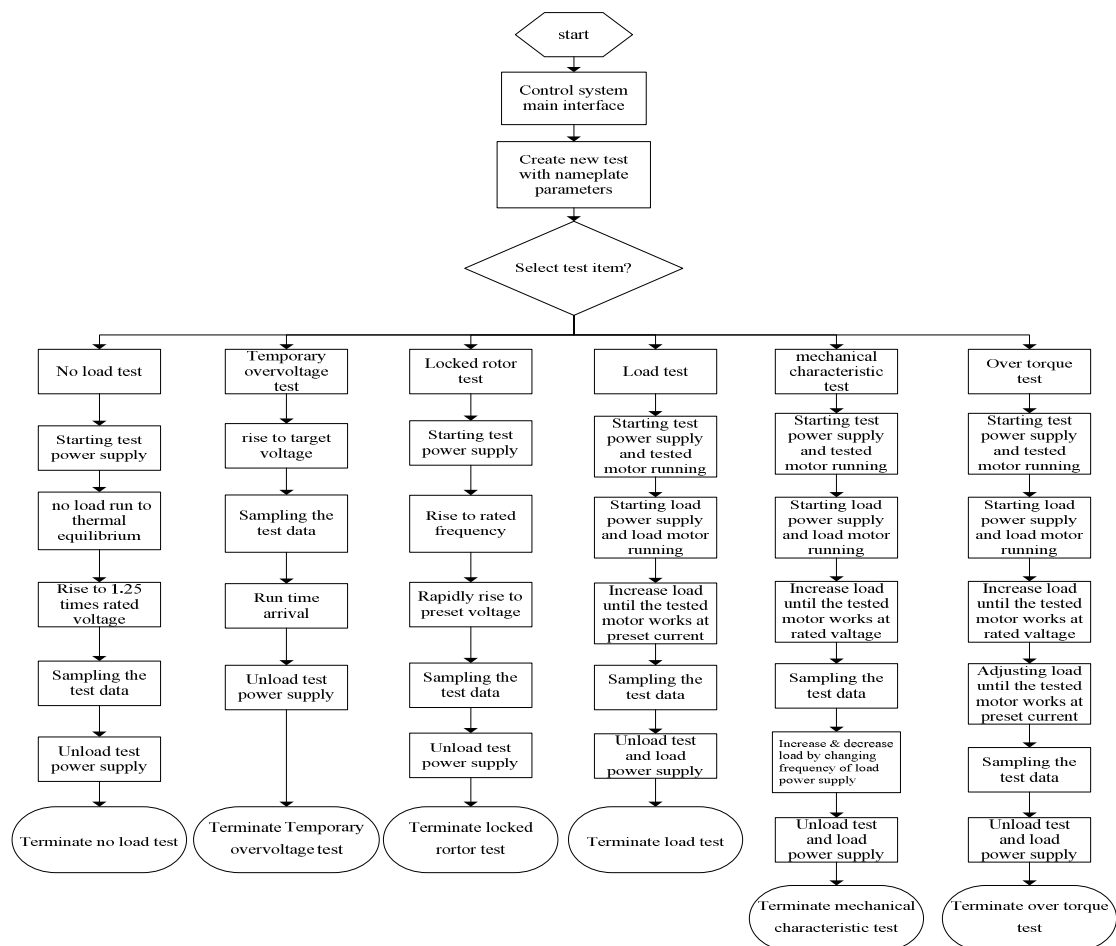 start
Control system
main interface
Create new test
with nameplate
parameters
Select test item?
No load test
Starting test
power supply
no load run to
thermal
equilibrium
Rise to 1.25
times rated
voltage
Sampling the
test data
Unload test
power supply
Terminate no load test
Temporary
overvoltage
test
rise to target
voltage
Sampling the
test data
Run time
arrival
Unload test
power supply
Terminate Temporary
overvoltage test
Locked rotor
test
Starting test
power supply
Rise to rated
frequency
Rapidly rise to
preset voltage
Sampling the
test data
Unload test
power supply
Terminate locked
rortor test
Load test
Starting test
power supply
and tested
motor running
Starting load
power supply
and load motor
running
Increase load
until the tested
motor works at
preset current
Sampling the
test data
Unload test
and load
power supply
Terminate load test
mechanical
characteristic
test
Starting test
power supply
and tested
motor running
Starting load
power supply
and load motor
running
Increase load
until the tested
motor works at
rated valtage
Sampling the
test data
Increase & decrease
load by changing
frequency of load
power supply
Unload test
and load
power supply
Terminate mechanical
characteristic test
Over torque
test
Starting test
power supply
and tested
motor running
Starting load
power supply
and load motor
running
Increase load
until the tested
motor works at
rated valtage
Adjusting load
until the tested
motor works at
preset current
Sampling the
test data
Unload test
and load
power supply
Terminate over torque
test